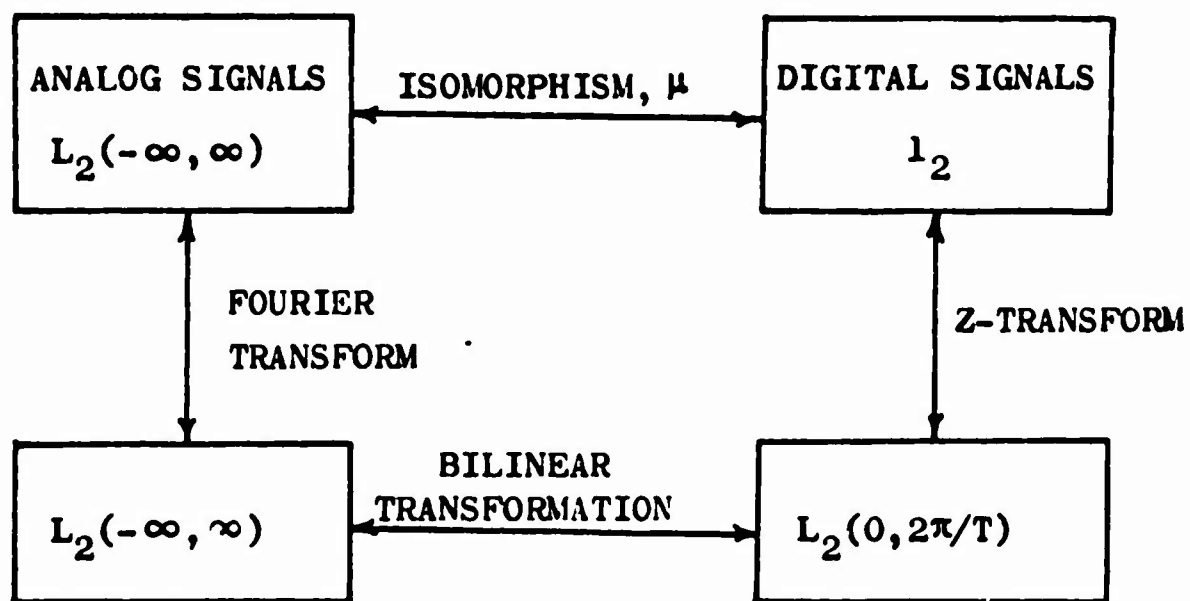 ANALOG SIGNALS
L₂(-∞, ∞)
ISOMORPHISM, μ
DIGITAL SIGNALS
l₂
FOURIER
TRANSFORM
Z-TRANSFORM
L₂(-∞, ∞)
BILINEAR
TRANSFORMATION
L₂(0, 2π/T)